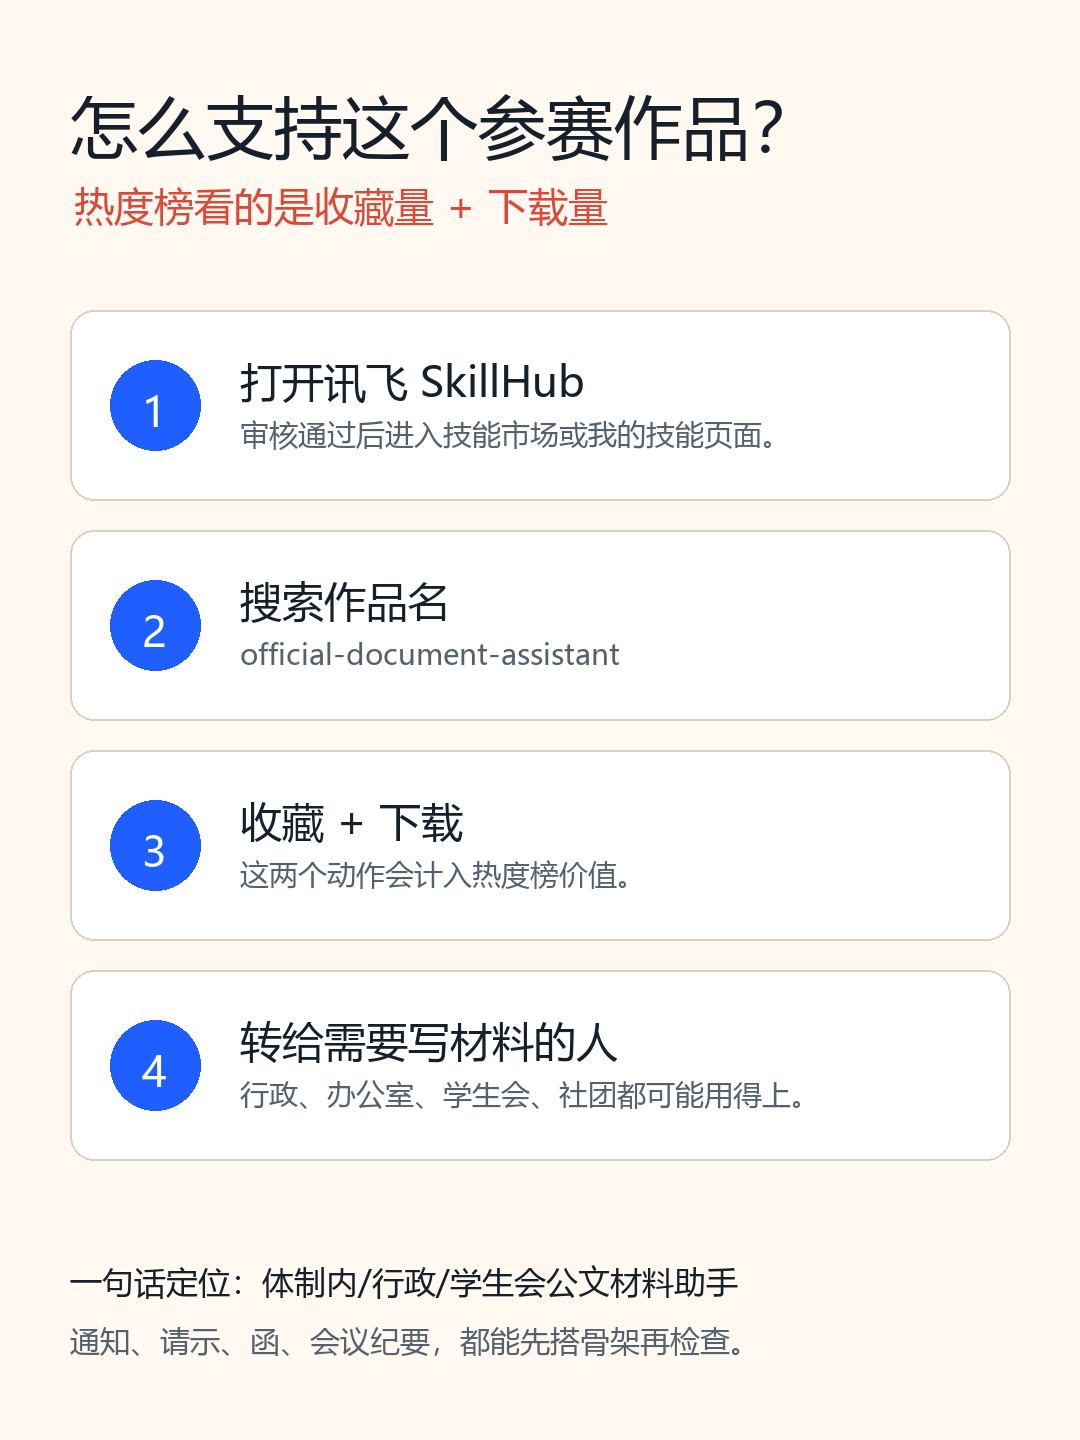 怎么支持这个参赛作品？
热度榜看的是收藏量 + 下载量
1
打开讯飞 SkillHub
审核通过后进入技能市场或我的技能页面。
2
搜索作品名
official-document-assistant
3
收藏 + 下载
这两个动作会计入热度榜价值。
4
转给需要写材料的人
行政、办公室、学生会、社团都可能用得上。
一句话定位：体制内/行政/学生会公文材料助手
通知、请示、函、会议纪要，都能先搭骨架再检查。